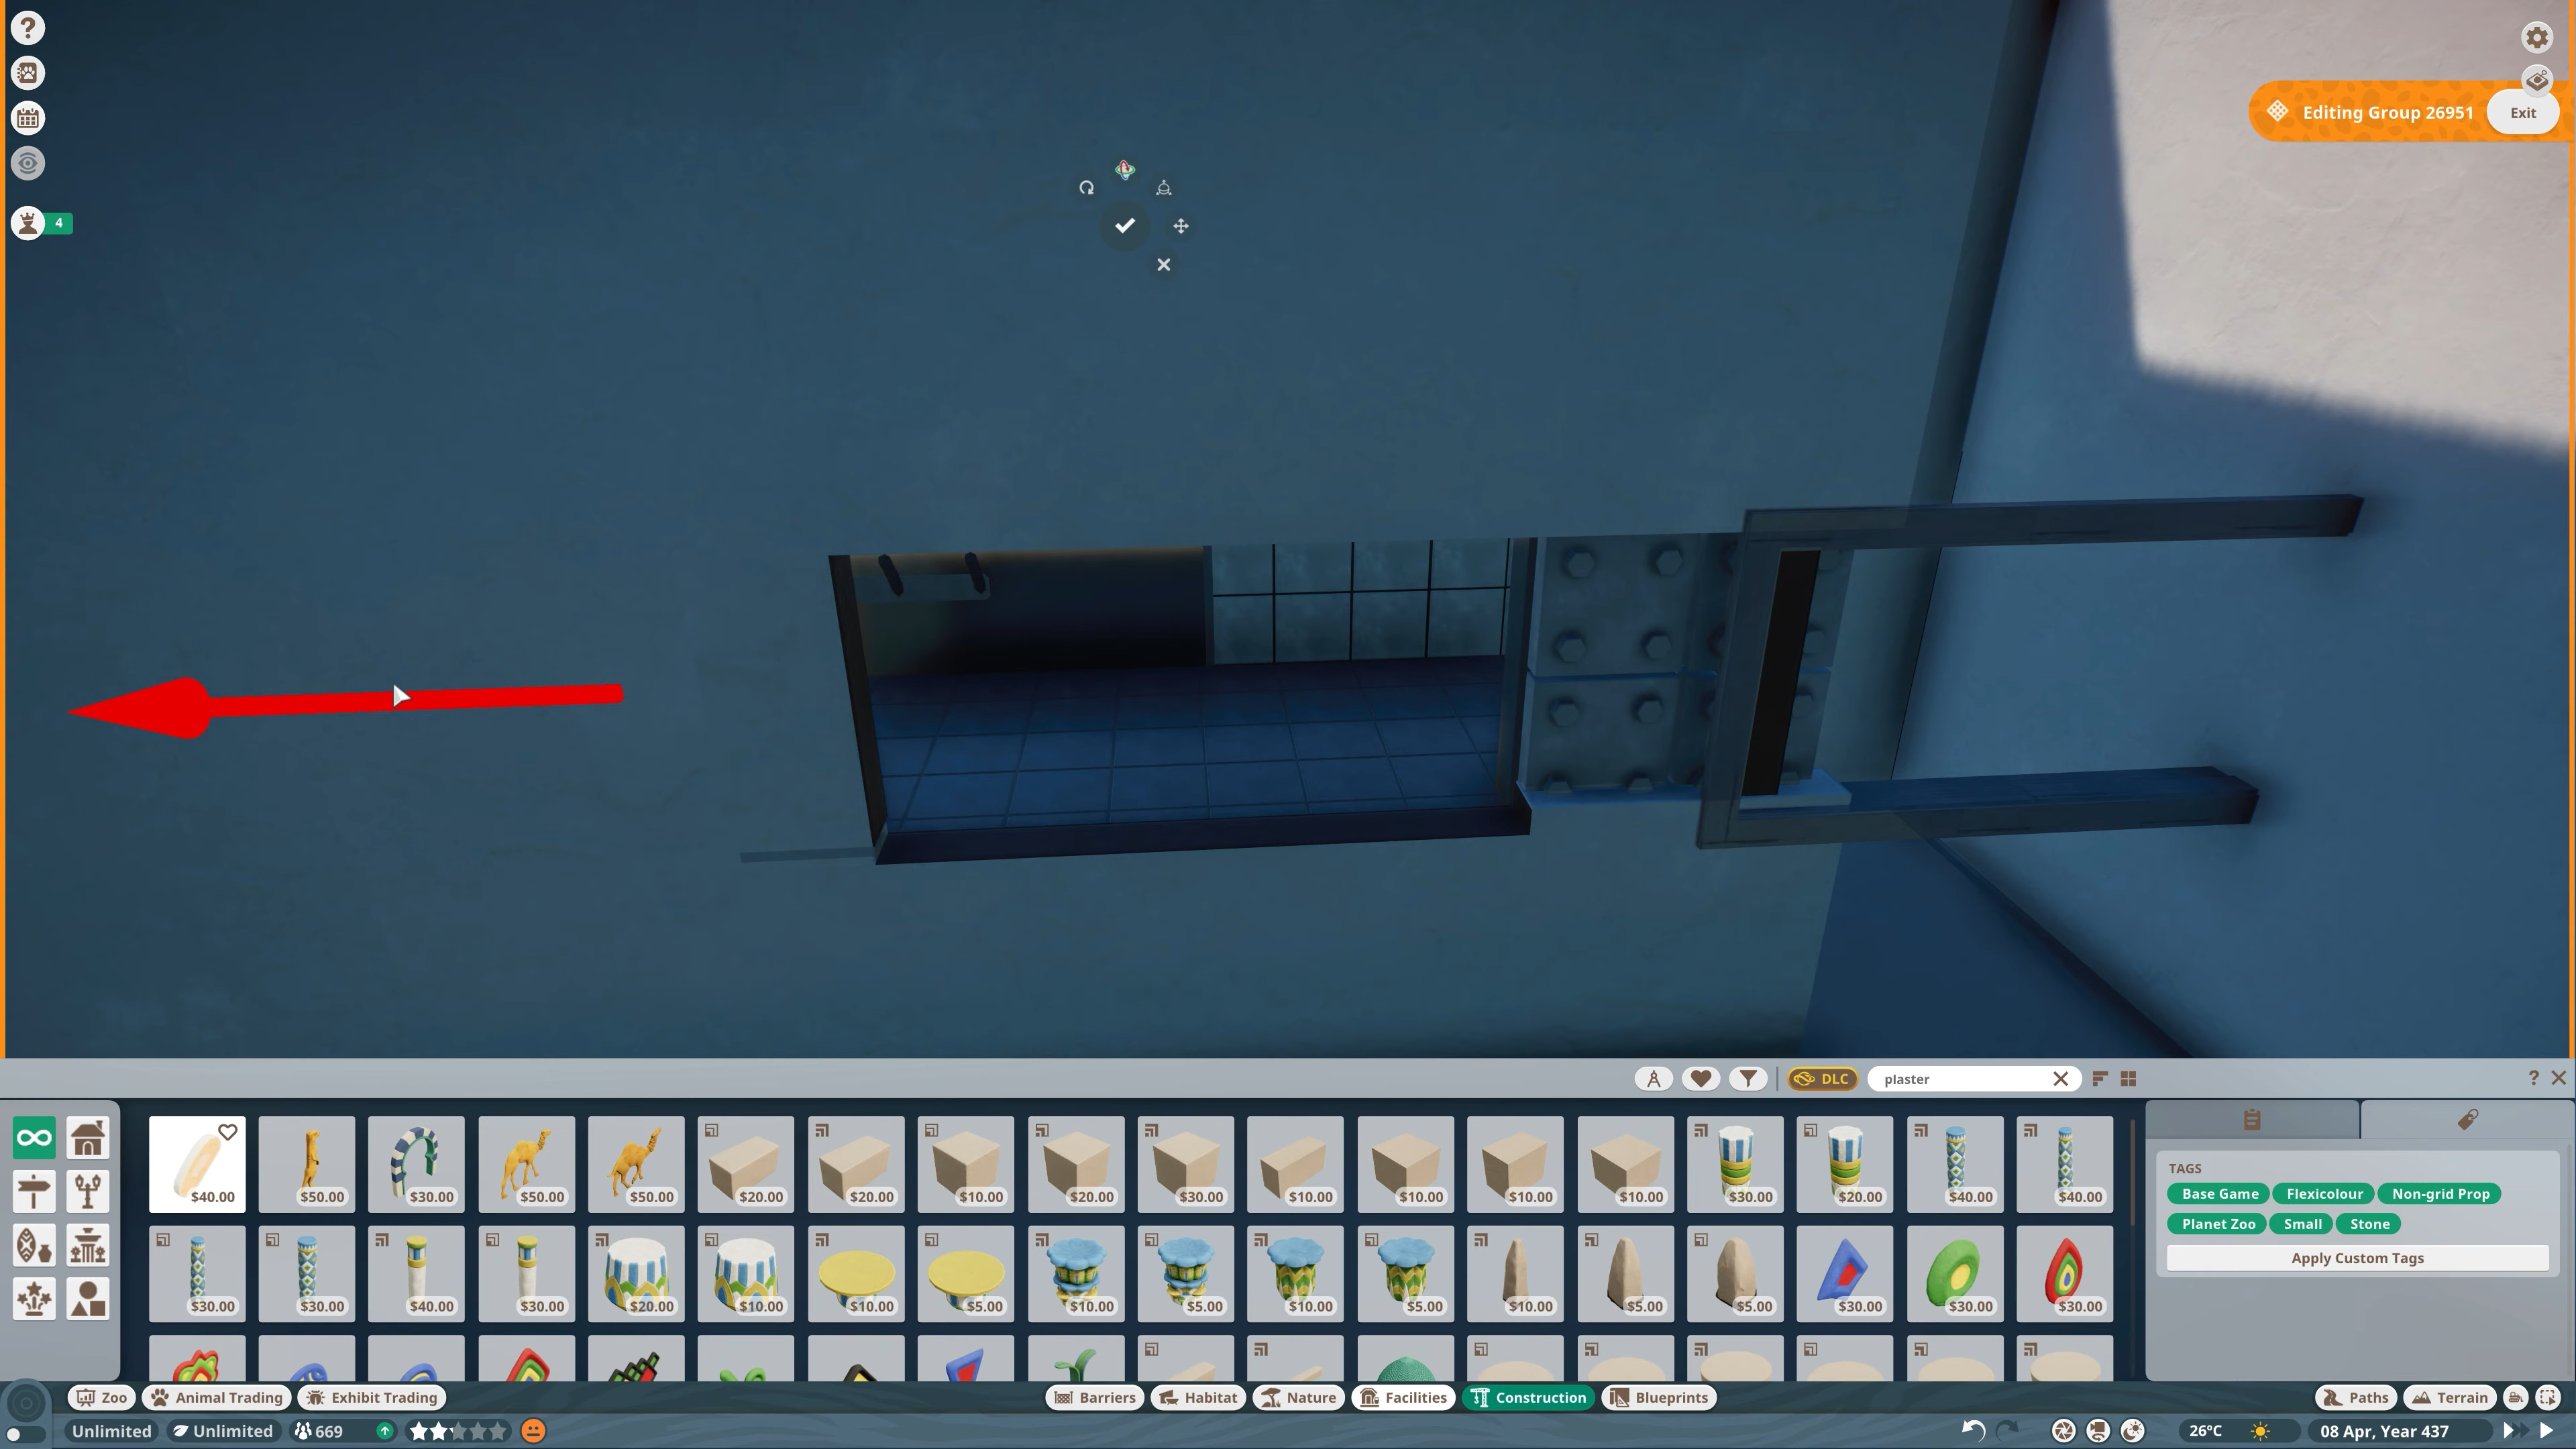 ?
4
Editing Group 26951 Exit
DLC plaster ?
$40.00 $50.00 $30.00 $50.00 $50.00 $20.00 $20.00 $10.00 $20.00 $30.00 $10.00 $10.00 $10.00 $10.00 $30.00 $20.00 $40.00 $40.00
$30.00 $30.00 $40.00 $30.00 $20.00 $10.00 $10.00 $5.00 $10.00 $5.00 $10.00 $5.00 $10.00 $5.00 $5.00 $30.00 $30.00 $30.00
TAGS
Base Game Flexicolour Non-grid Prop
Planet Zoo Small Stone
Apply Custom Tags
Zoo Animal Trading Exhibit Trading Barriers Habitat Nature Facilities Construction Blueprints Paths Terrain
Unlimited Unlimited 669 26°C 08 Apr, Year 437